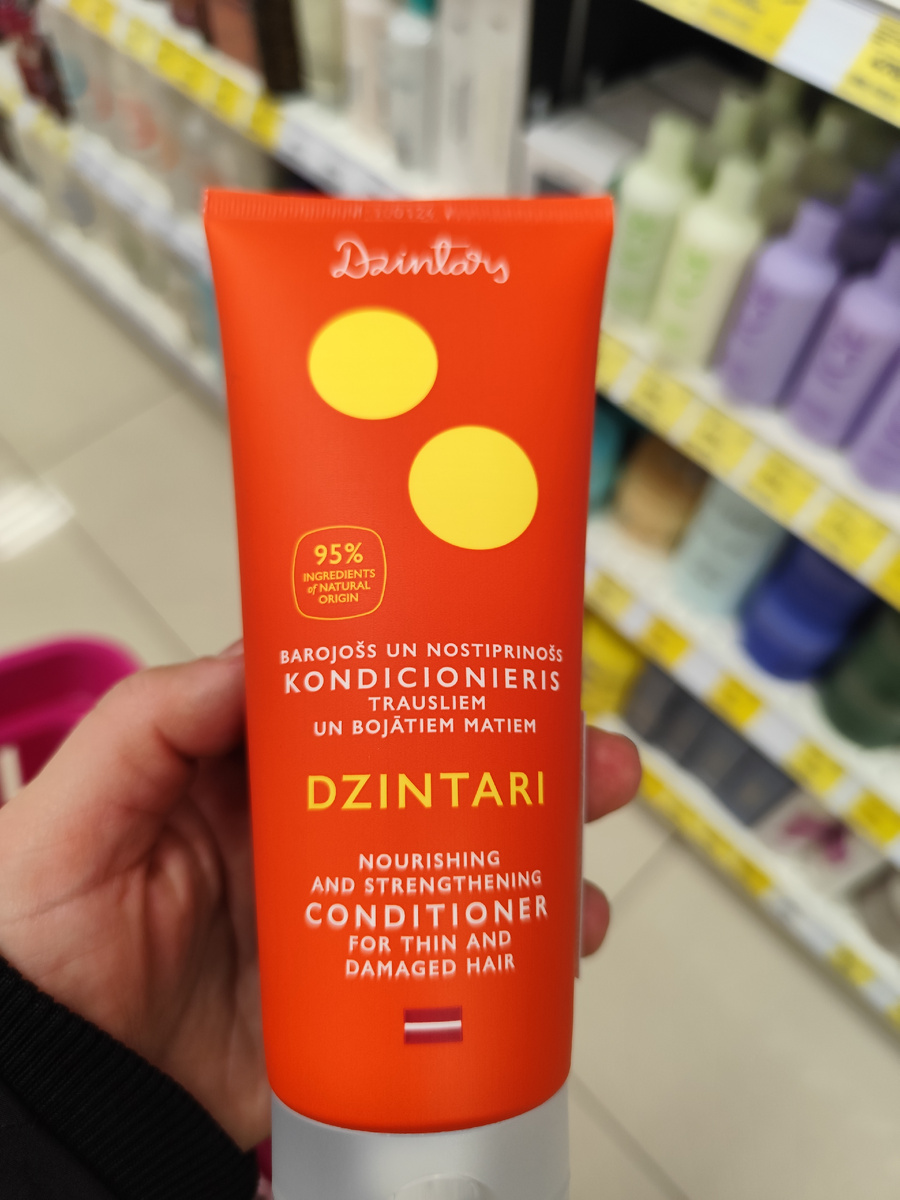 Dzintars
95%
INGREDIENTS
of NATURAL
ORIGIN
BAROJOŠS UN NOSTIPRINOŠS
KONDICIONIERIS
TRAUSLIEM
UN BOJĀTIEM MATIEM
DZINTARI
NOURISHING
AND STRENGTHENING
CONDITIONER
FOR THIN AND
DAMAGED HAIR